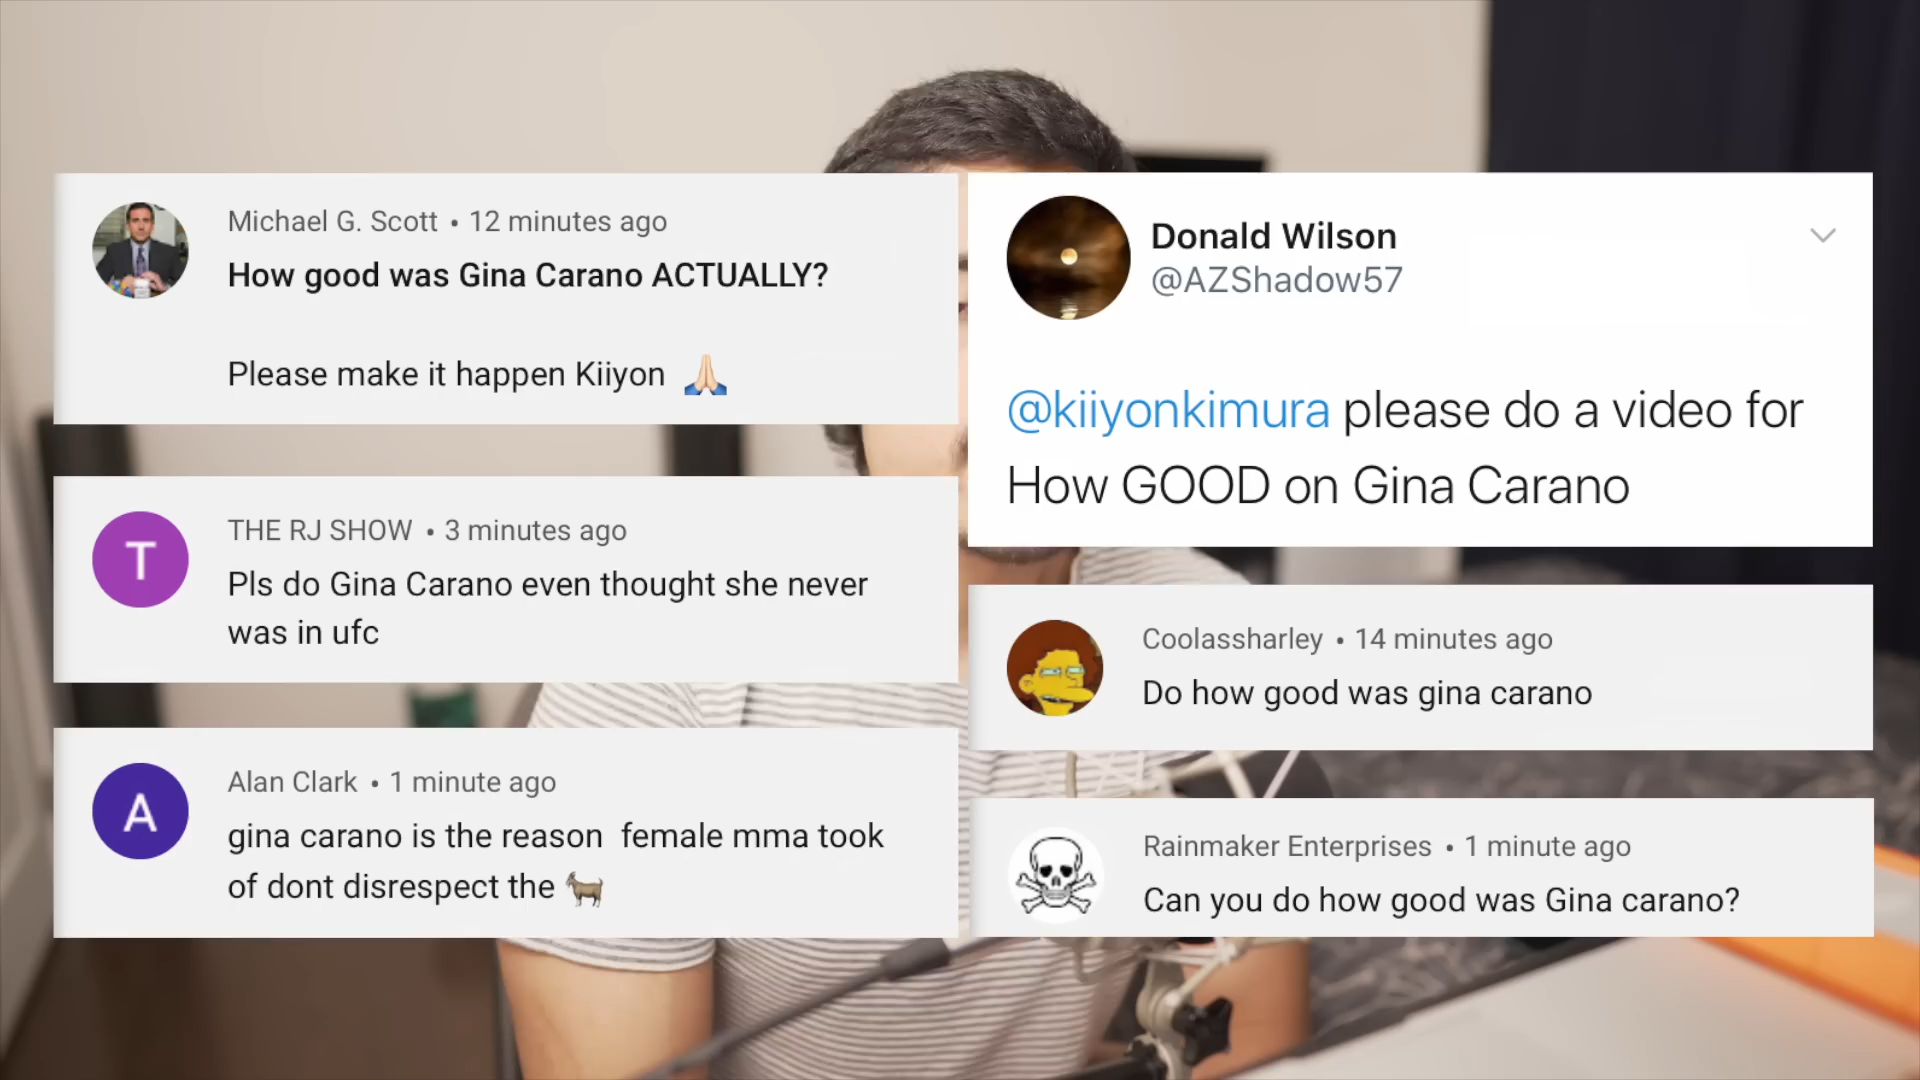 Michael G. Scott • 12 minutes ago
How good was Gina Carano ACTUALLY?
Please make it happen Kiiyon 🙏🏻
T
THE RJ SHOW • 3 minutes ago
Pls do Gina Carano even thought she never
was in ufc
A
Alan Clark • 1 minute ago
gina carano is the reason  female mma took
of dont disrespect the 🐐
Donald Wilson
@AZShadow57
@kiiyonkimura please do a video for
How GOOD on Gina Carano
Coolassharley • 14 minutes ago
Do how good was gina carano
Rainmaker Enterprises • 1 minute ago
Can you do how good was Gina carano?